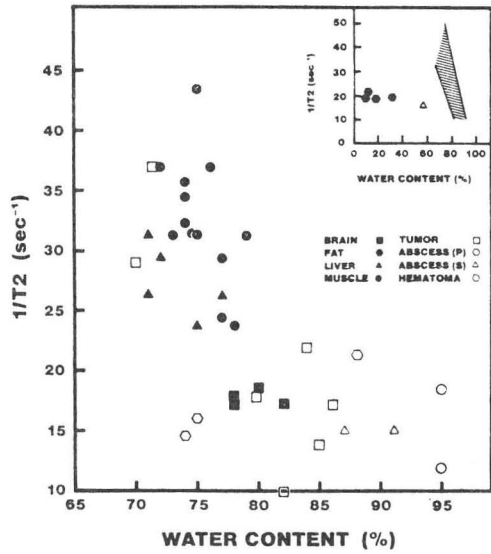 50
40
30
20
10
0
1/T2 (sec⁻¹)
0 20 40 60 80 100
WATER CONTENT (%)
45
40
35
30
25
20
15
10
1/T2 (sec⁻¹)
BRAIN TUMOR
FAT ABSCESS (P)
LIVER ABSCESS (S)
MUSCLE HEMATOMA
65 70 75 80 85 90 95
WATER CONTENT (%)